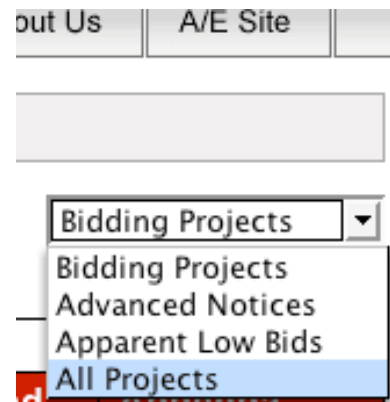 out Us
A/E Site
Bidding Projects
Bidding Projects
Advanced Notices
Apparent Low Bids
All Projects